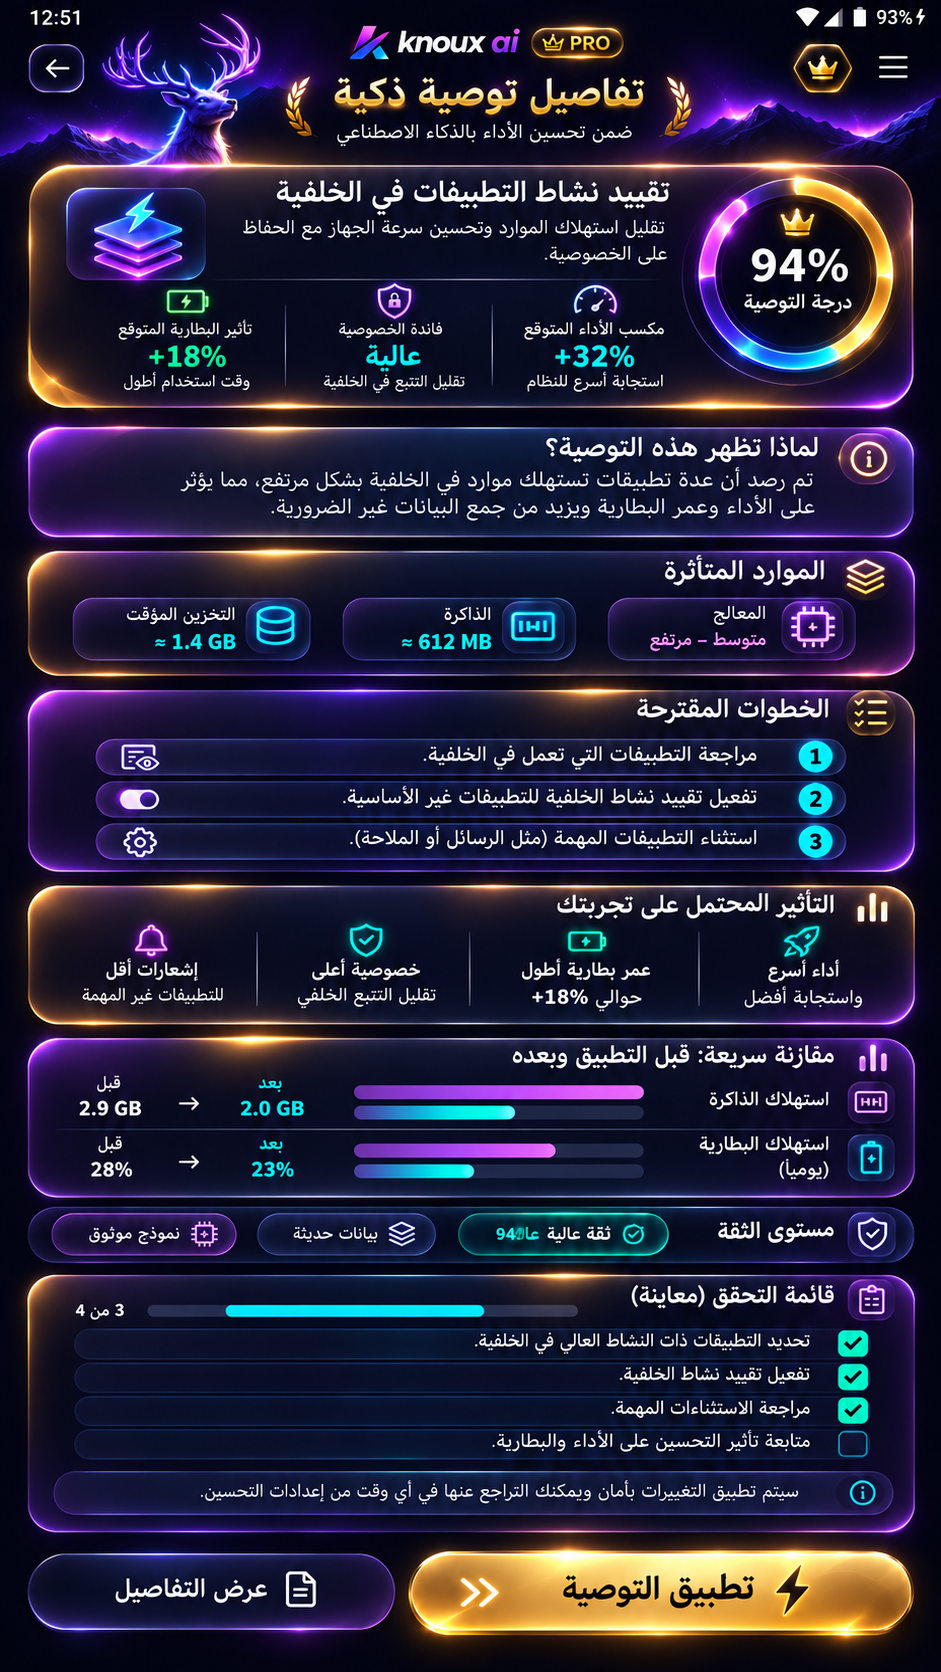 12:51
93%
knoux ai
PRO
تفاصيل توصية ذكية
ضمن تحسين الأداء بالذكاء الاصطناعي
تقييد نشاط التطبيقات في الخلفية
تقليل استهلاك الموارد وتحسين سرعة الجهاز مع الحفاظ
على الخصوصية.
94%
درجة التوصية
مكسب الأداء المتوقع
+32%
استجابة أسرع للنظام
فائدة الخصوصية
عالية
تقليل التتبع في الخلفية
تأثير البطارية المتوقع
+18%
وقت استخدام أطول
لماذا تظهر هذه التوصية؟
تم رصد أن عدة تطبيقات تستهلك موارد في الخلفية بشكل مرتفع، مما يؤثر
على الأداء وعمر البطارية ويزيد من جمع البيانات غير الضرورية.
الموارد المتأثرة
المعالج
متوسط – مرتفع
الذاكرة
≈ 612 MB
التخزين المؤقت
≈ 1.4 GB
الخطوات المقترحة
1
مراجعة التطبيقات التي تعمل في الخلفية.
2
تفعيل تقييد نشاط الخلفية للتطبيقات غير الأساسية.
3
استثناء التطبيقات المهمة (مثل الرسائل أو الملاحة).
التأثير المحتمل على تجربتك
أداء أسرع
واستجابة أفضل
عمر بطارية أطول
حوالي 18%+
خصوصية أعلى
تقليل التتبع الخلفي
إشعارات أقل
للتطبيقات غير المهمة
مقازنة سريعة: قبل التطبيق وبعده
استهلاك الذاكرة
بعد
2.0 GB
قبل
2.9 GB
استهلاك البطارية
(يومياً)
بعد
23%
قبل
28%
مستوى الثقة
ثقة عالية
بيانات حديثة
نموذج موثوق
قائمة التحقق (معاينة)
3 من 4
تحديد التطبيقات ذات النشاط العالي في الخلفية.
تفعيل تقييد نشاط الخلفية.
مراجعة الاستثناءات المهمة.
متابعة تأثير التحسين على الأداء والبطارية.
سيتم تطبيق التغييرات بأمان ويمكنك التراجع عنها في أي وقت من إعدادات التحسين.
تطبيق التوصية
عرض التفاصيل